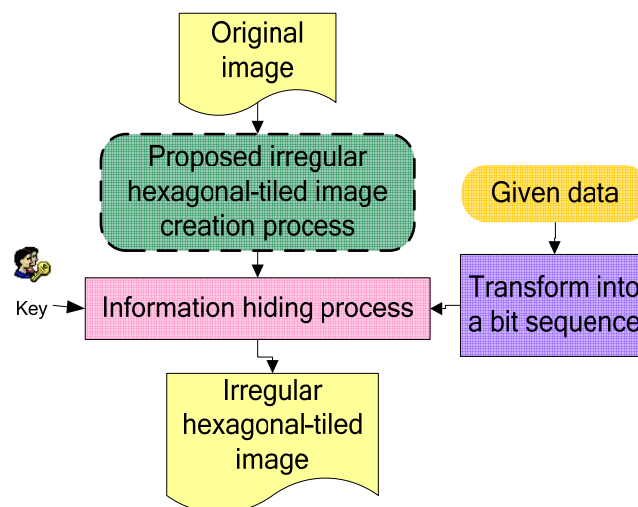 Original
image
Proposed irregular
hexagonal-tiled image
creation process
Given data
Key
Information hiding process
Transform into
a bit sequence
Irregular
hexagonal-tiled
image